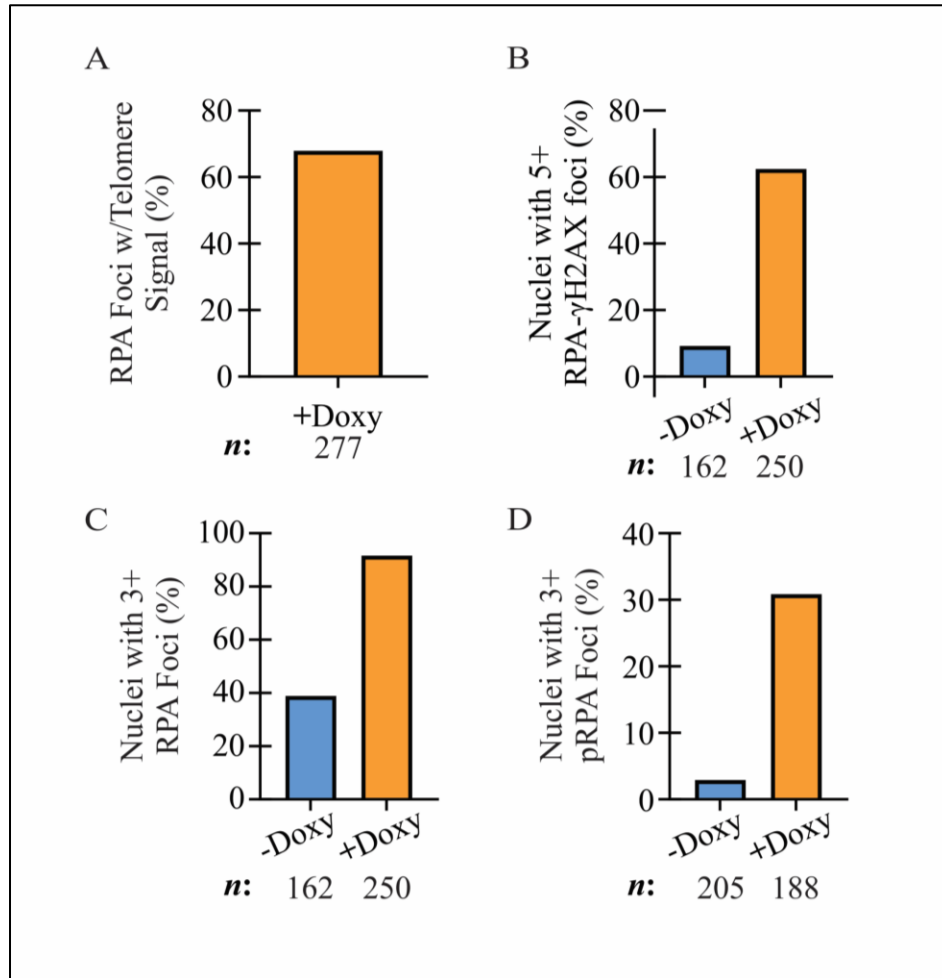 A
RPA Foci w/Telomere
Signal (%)
80
60
40
20
0
+Doxy
n: 277
B
Nuclei with 5+
RPA-γH2AX foci (%)
80
60
40
20
0
-Doxy +Doxy
n: 162 250
C
Nuclei with 3+
RPA Foci (%)
100
80
60
40
20
0
-Doxy +Doxy
n: 162 250
D
Nuclei with 3+
pRPA Foci (%)
40
30
20
10
0
-Doxy +Doxy
n: 205 188